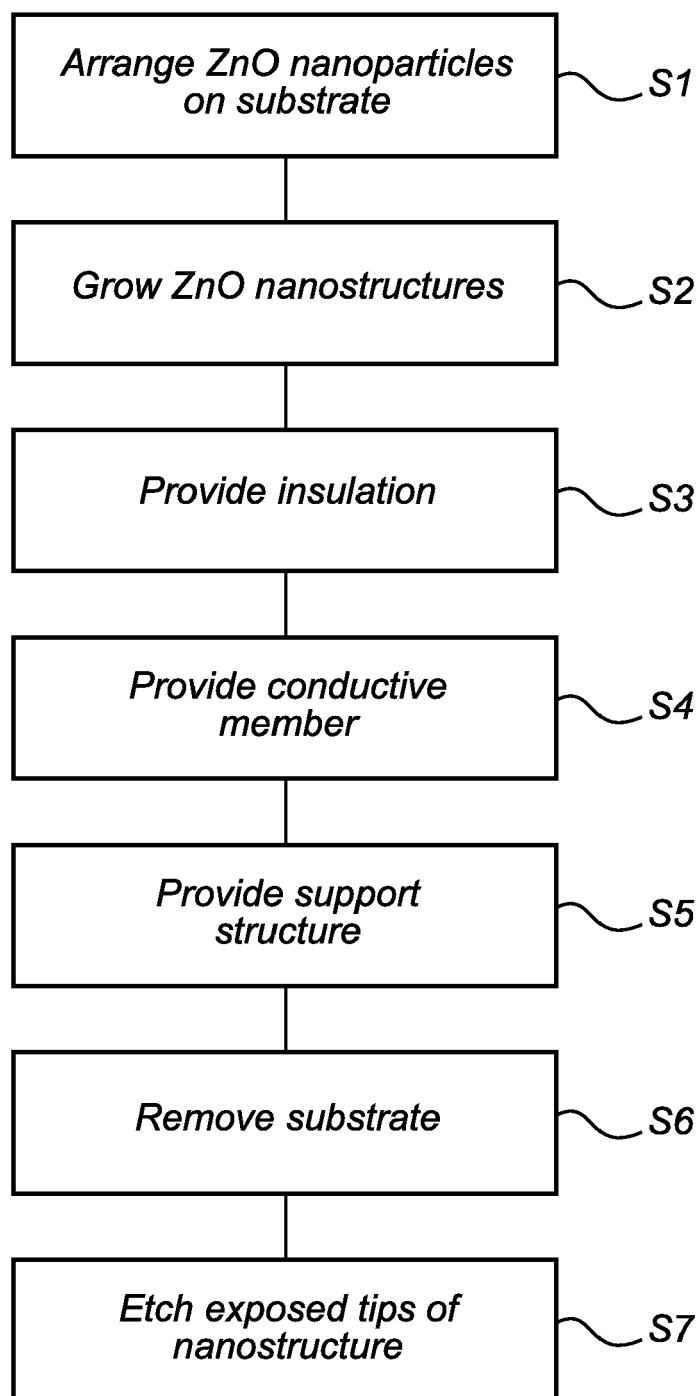 Arrange ZnO nanoparticles
on substrate
S1
Grow ZnO nanostructures
S2
Provide insulation
S3
Provide conductive
member
S4
Provide support
structure
S5
Remove substrate
S6
Etch exposed tips of
nanostructure
S7